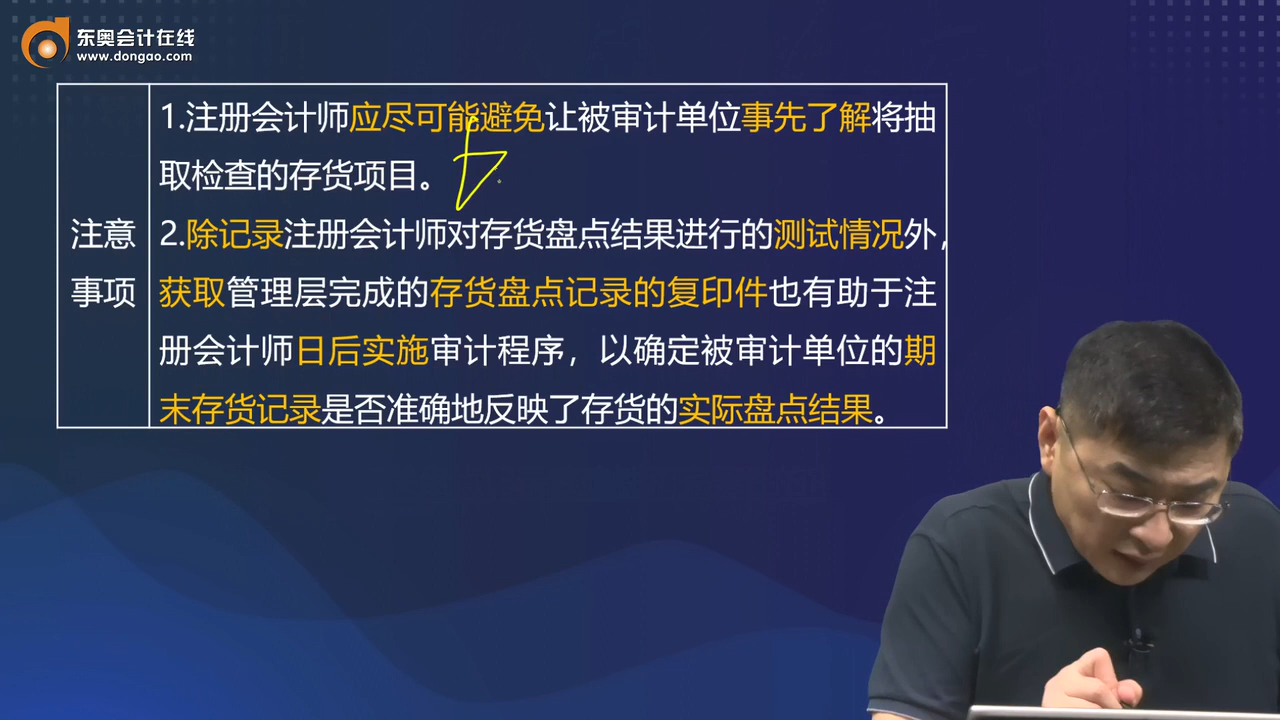 东奥会计在线
www.dongao.com
1.注册会计师应尽可能避免让被审计单位事先了解将抽
取检查的存货项目。
注意
事项
2.除记录注册会计师对存货盘点结果进行的测试情况外，
获取管理层完成的存货盘点记录的复印件也有助于注
册会计师日后实施审计程序，以确定被审计单位的期
末存货记录是否准确地反映了存货的实际盘点结果。